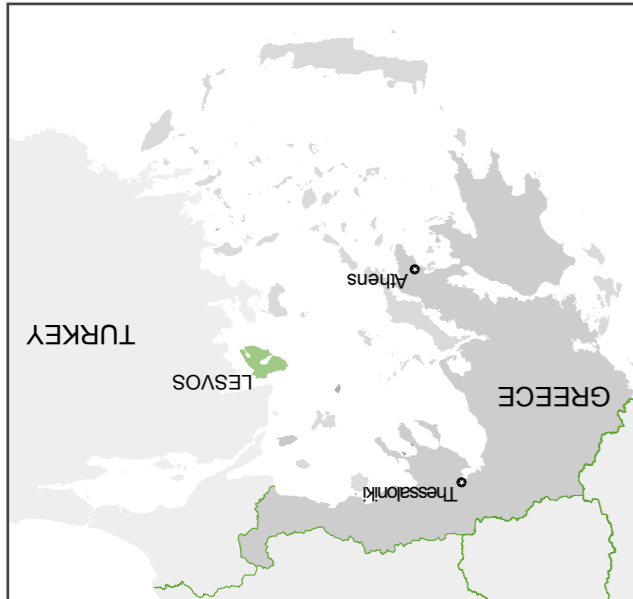 Thessaloniki
GREECE
LESVOS
TURKEY
Athens